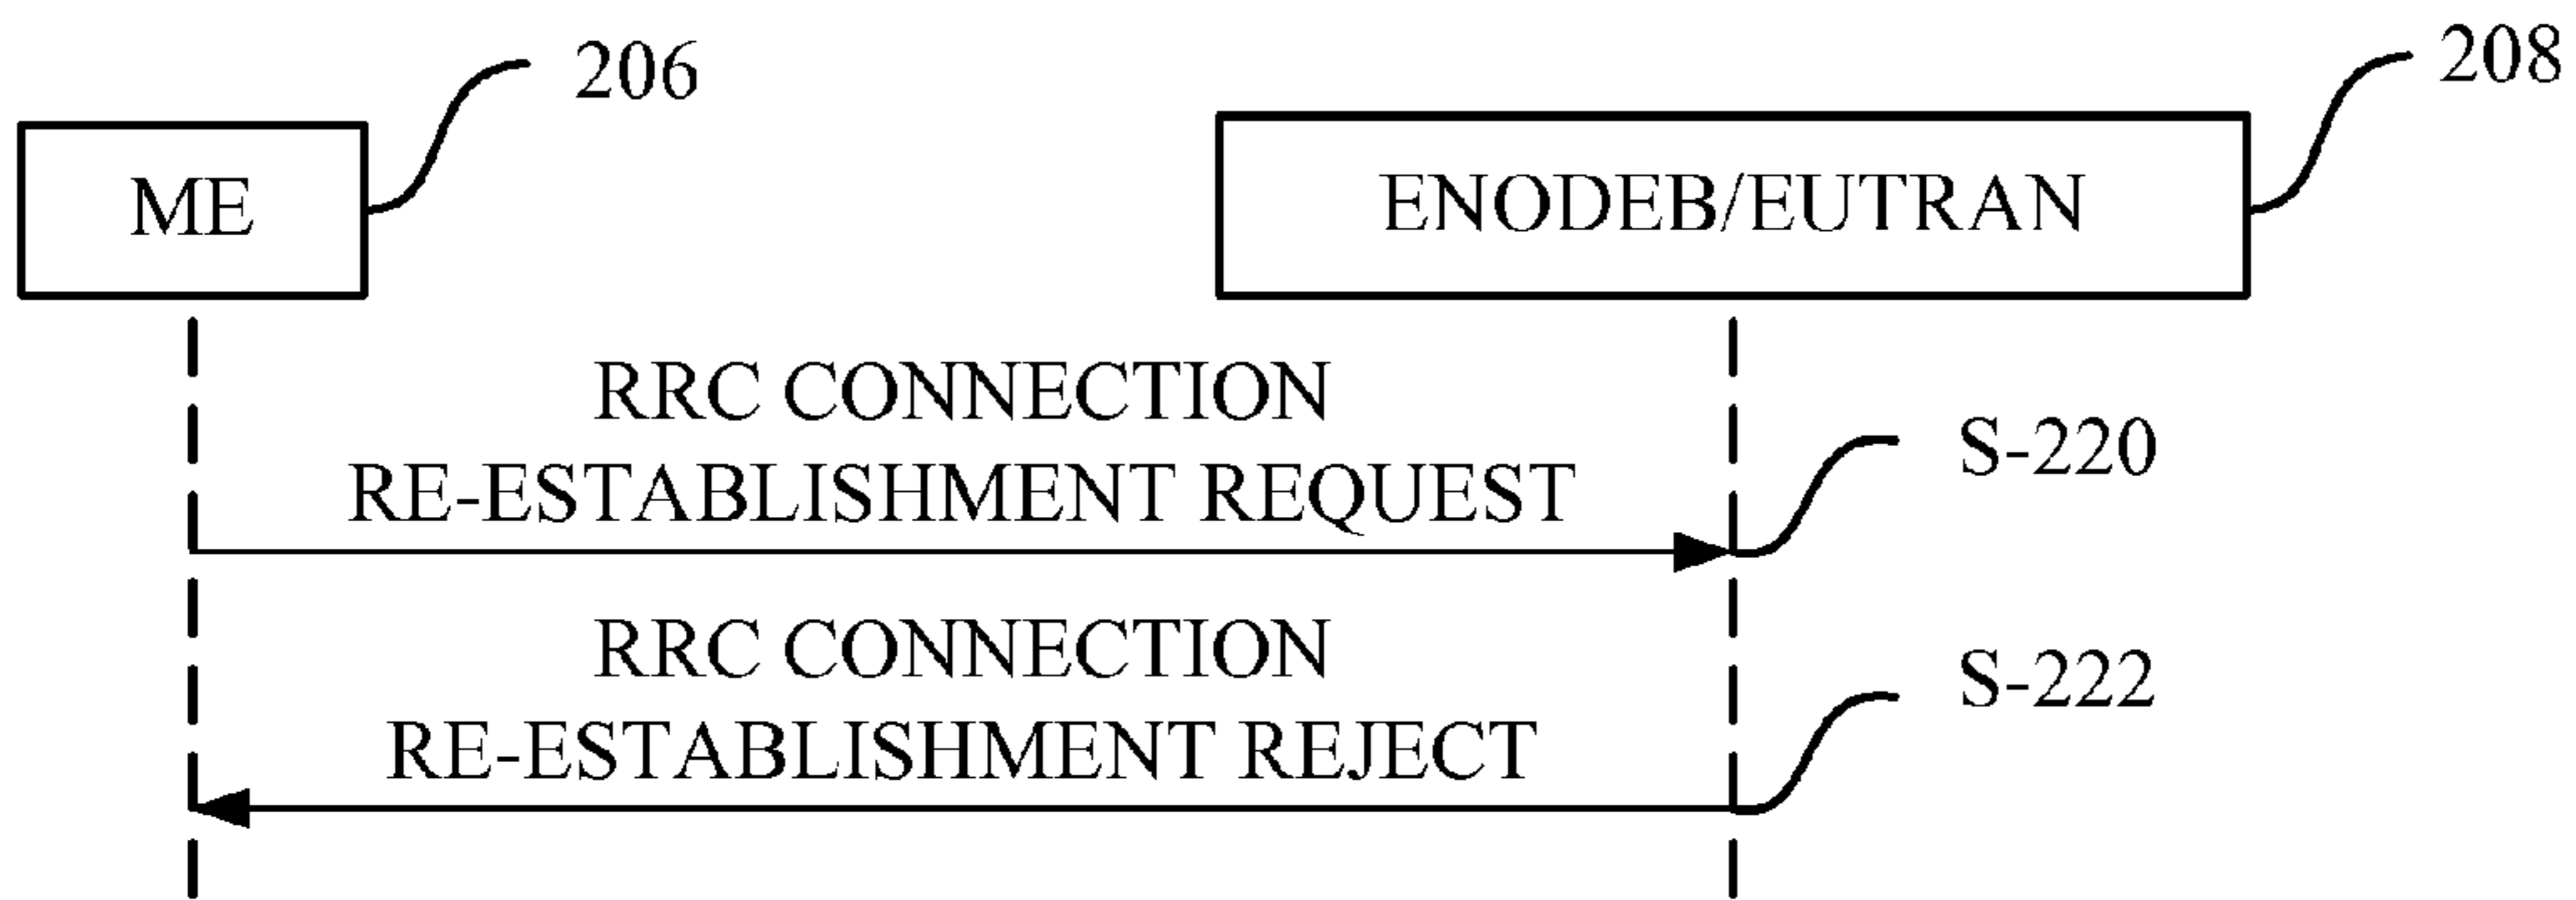 206
208
ME
ENODEB/EUTRAN
RRC CONNECTION
RE-ESTABLISHMENT REQUEST
S-220
RRC CONNECTION
RE-ESTABLISHMENT REJECT
S-222